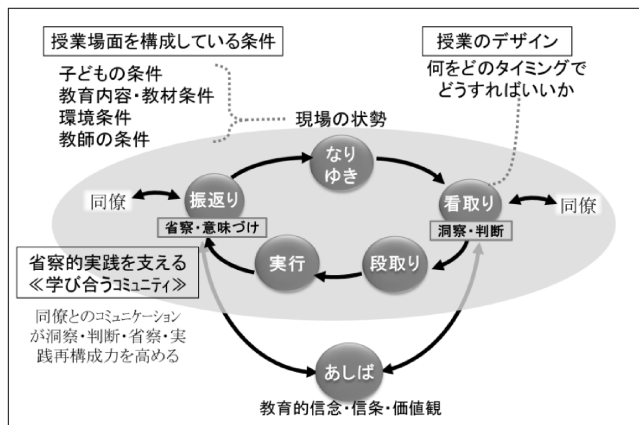 授業場面を構成している条件
子どもの条件
教育内容・教材条件
環境条件
教師の条件
授業のデザイン
何をどのタイミングで
どうすればいいか
現場の状勢
なり
ゆき
同僚
振返り
省察・意味づけ
看取り
洞察・判断
同僚
実行
段取り
省察的実践を支える
≪学び合うコミュニティ≫
同僚とのコミュニケーション
が洞察・判断・省察・実
践再構成力を高める
あしば
教育的信念・信条・価値観